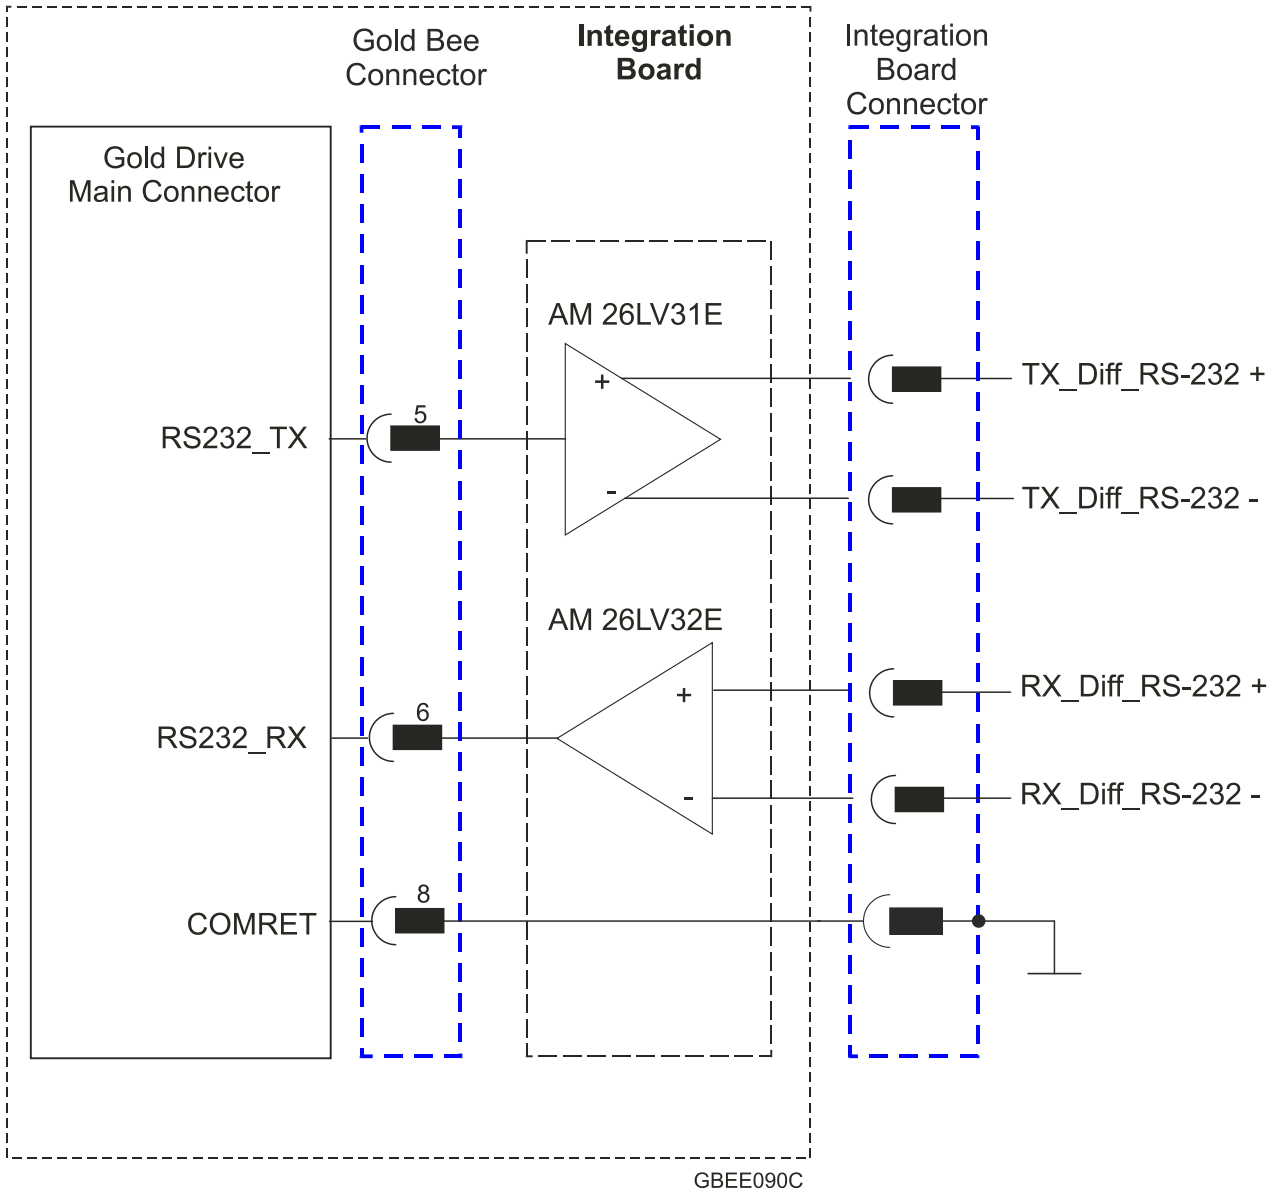 Gold Bee
Connector
Integration
Board
Integration
Board
Connector
Gold Drive
Main Connector
AM 26LV31E
+
-
TX_Diff_RS-232 +
RS232_TX
5
TX_Diff_RS-232 -
AM 26LV32E
+
-
RX_Diff_RS-232 +
RS232_RX
6
RX_Diff_RS-232 -
COMRET
8
GBEE090C